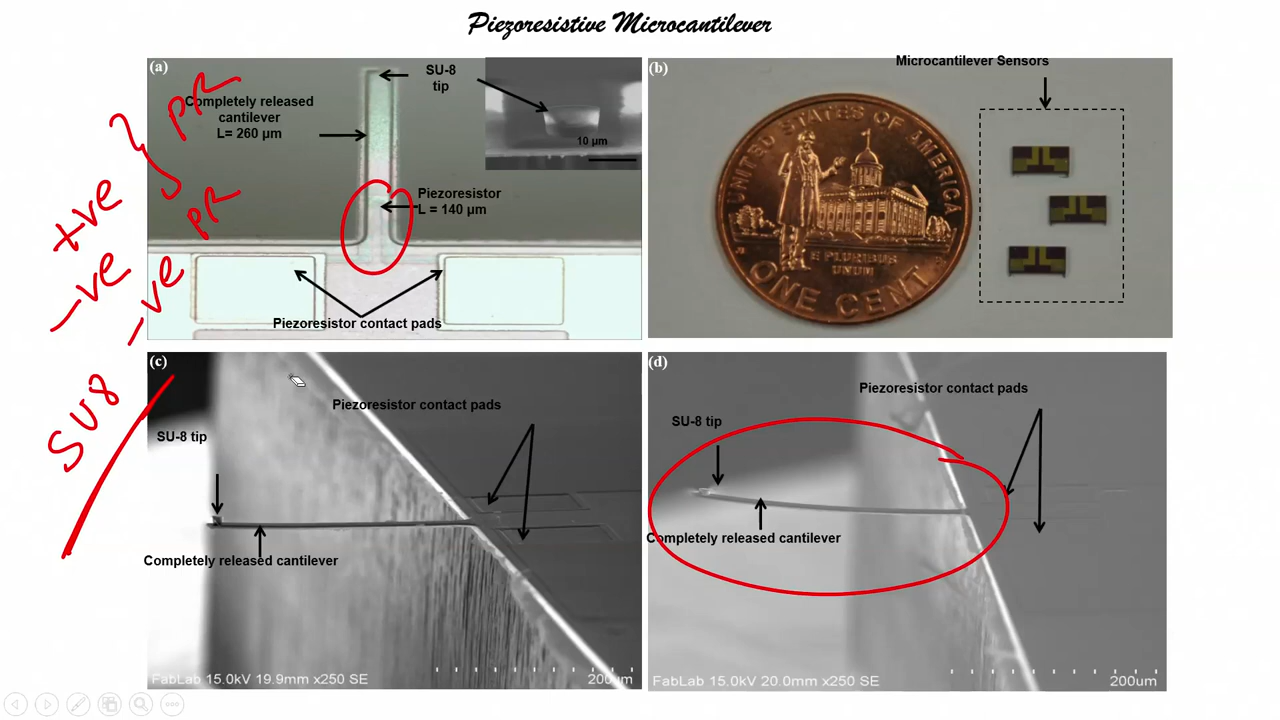 Piezoresistive Microcantilever
(a)
SU-8
tip
Completely released
cantilever
L= 260 µm
10 µm
Piezoresistor
L = 140 µm
Piezoresistor contact pads
(b)
Microcantilever Sensors
UNITED STATES OF AMERICA
E PLURIBUS
UNUM
ONE CENT
PR
+ve
PR
-ve
-ve
SU8
(c)
Piezoresistor contact pads
SU-8 tip
Completely released cantilever
FabLab 15.0kV 19.9mm x250 SE
200um
(d)
Piezoresistor contact pads
SU-8 tip
Completely released cantilever
FabLab 15.0kV 20.0mm x250 SE
200um